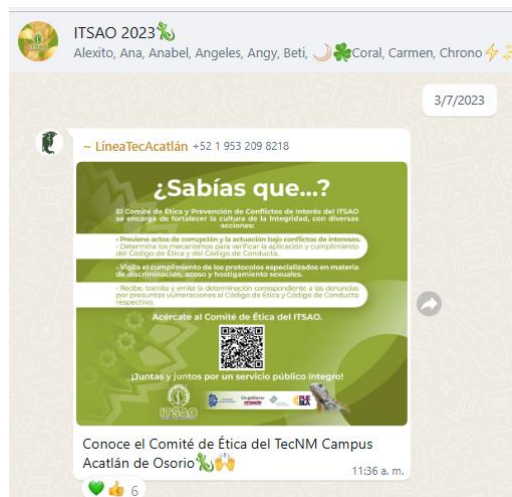 ITSAO 2023🦎
Alexito, Ana, Anabel, Angeles, Angy, Beti, 🌙🍀Coral, Carmen, Chrono⚡
3/7/2023
~ LíneaTecAcatlán +52 1 953 209 8218
¿Sabías que...?
El Comité de Ética y Prevención de Conflictos de Interés del ITSAO
se encarga de fortalecer la cultura de la Integridad, con diversas
acciones:
- Previene actos de corrupción y la actuación bajo conflictos de intereses.
- Determina los mecanismos para verificar la aplicación y cumplimiento
del Código de Ética y del Código de Conducta.
- Vigila el cumplimiento de los protocolos especializados en materia
de discriminación, acoso y hostigamiento sexuales.
- Recibe, tramita y emite la determinación correspondiente a las denuncias
por presuntas vulneraciones al Código de Ética y Código de Conducta
respectivo.
Acércate al Comité de Ética del ITSAO.
¡Juntas y juntos por un servicio público íntegro!
ITSAO
Conoce el Comité de Ética del TecNM Campus
Acatlán de Osorio🦎🙌
11:36 a. m.
💚👍 6